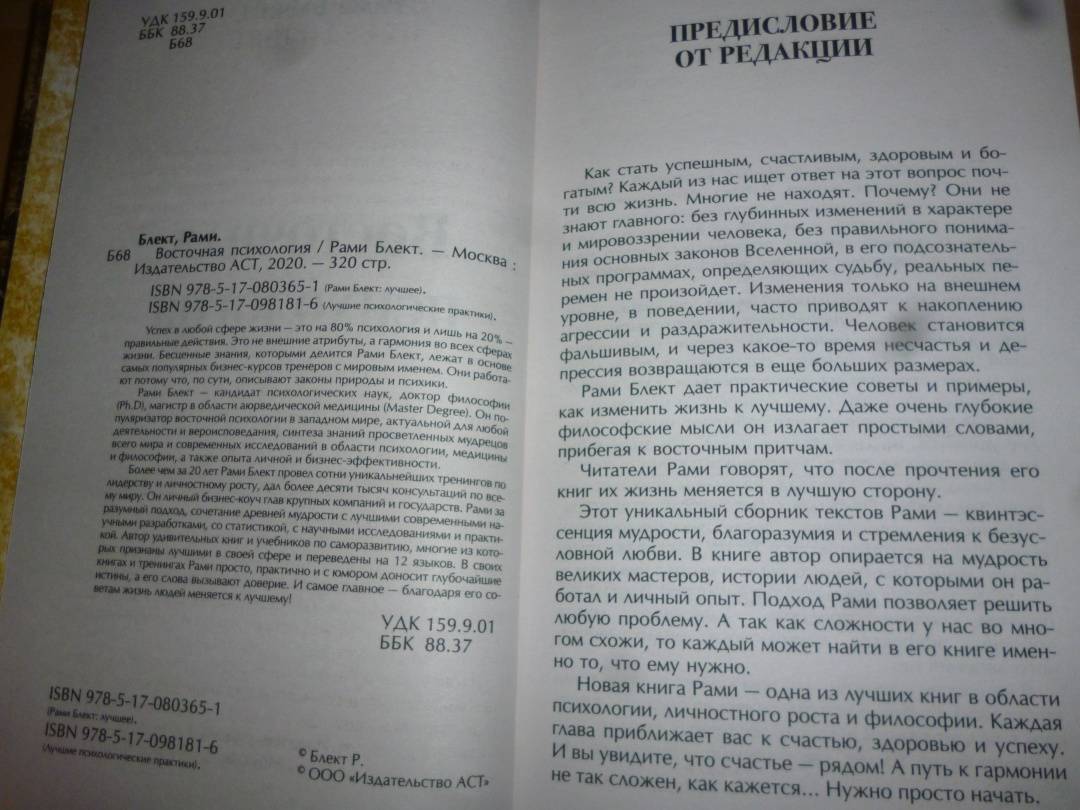 УДК 159.9.01
ББК 88.37
Б68
Блект, Рами.
Б68 Восточная психология / Рами Блект. — Москва :
Издательство АСТ, 2020. — 320 стр.
ISBN 978-5-17-080365-1 (Рами Блект: лучшее).
ISBN 978-5-17-098181-6 (Лучшие психологические практики).
Успех в любой сфере жизни — это на 80% психология и лишь на 20% –
правильные действия. Это не внешние атрибуты, а гармония во всех сферах
жизни. Бесценные знания, которыми делится Рами Блект, лежат в основе
самых популярных бизнес-курсов тренеров с мировым именем. Они работа-
ют потому что, по сути, описывают законы природы и психики.
Рами Блект – кандидат психологических наук, доктор философии
(Ph.D), магистр в области аюрведической медицины (Master Degree). Он по-
пуляризатор восточной психологии в западном мире, актуальной для любой
деятельности и вероисповедания, синтеза знаний просветленных мудрецов
всего мира и современных исследований в области психологии, медицины
и философии, а также опыта личной и бизнес-эффективности.
Более чем за 20 лет Рами Блект провел сотни уникальнейших тренингов по
лидерству и личностному росту, дал более десяти тысяч консультаций по все-
му миру. Он личный бизнес-коуч глав крупных компаний и государств. Рами за
разумный подход, сочетание древней мудрости с лучшими современными на-
учными разработками, со статистикой, с научными исследованиями и практи-
кой. Автор удивительных книг и учебников по саморазвитию, многие из кото-
рых признаны лучшими в своей сфере и переведены на 12 языков. В своих
книгах и тренингах Рами просто, практично и с юмором доносит глубочайшие
истины, а его слова вызывают доверие. И самое главное – благодаря его со-
ветам жизнь людей меняется к лучшему!
УДК 159.9.01
ББК 88.37
ISBN 978-5-17-080365-1
(Рами Блект: лучшее).
ISBN 978-5-17-098181-6
(Лучшие психологические практики).
© Блект Р.
© ООО «Издательство АСТ»
ПРЕДИСЛОВИЕ
ОТ РЕДАКЦИИ
Как стать успешным, счастливым, здоровым и бо-
гатым? Каждый из нас ищет ответ на этот вопрос поч-
ти всю жизнь. Многие не находят. Почему? Они не
знают главного: без глубинных изменений в характере
и мировоззрении человека, без правильного понима-
ния основных законов Вселенной, в его подсознатель-
ных программах, определяющих судьбу, реальных пе-
ремен не произойдет. Изменения только на внешнем
уровне, в поведении, часто приводят к накоплению
агрессии и раздражительности. Человек становится
фальшивым, и через какое-то время несчастья и де-
прессия возвращаются в еще больших размерах.
Рами Блект дает практические советы и примеры,
как изменить жизнь к лучшему. Даже очень глубокие
философские мысли он излагает простыми словами,
прибегая к восточным притчам.
Читатели Рами говорят, что после прочтения его
книг их жизнь меняется в лучшую сторону.
Этот уникальный сборник текстов Рами — квинтэс-
сенция мудрости, благоразумия и стремления к безус-
ловной любви. В книге автор опирается на мудрость
великих мастеров, истории людей, с которыми он ра-
ботал и личный опыт. Подход Рами позволяет решить
любую проблему. А так как сложности у нас во мно-
гом схожи, то каждый может найти в его книге имен-
но то, что ему нужно.
Новая книга Рами — одна из лучших книг в области
психологии, личностного роста и философии. Каждая
глава приближает вас к счастью, здоровью и успеху.
И вы увидите, что счастье — рядом! А путь к гармонии
не так сложен, как кажется... Нужно просто начать.